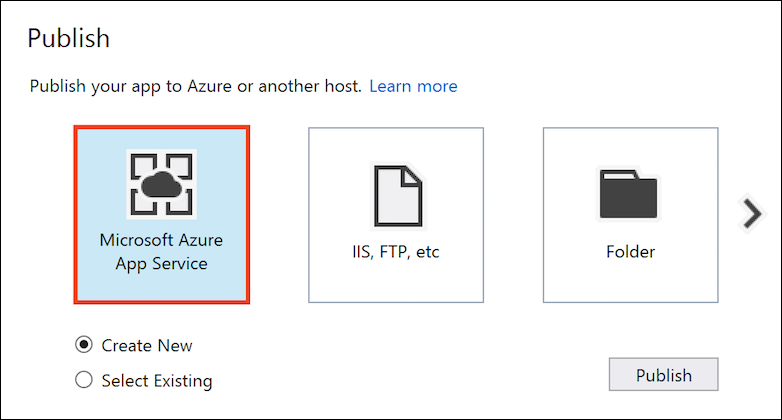 Publish
Publish your app to Azure or another host. Learn more
Microsoft Azure
App Service
IIS, FTP, etc
Folder
Create New
Select Existing
Publish